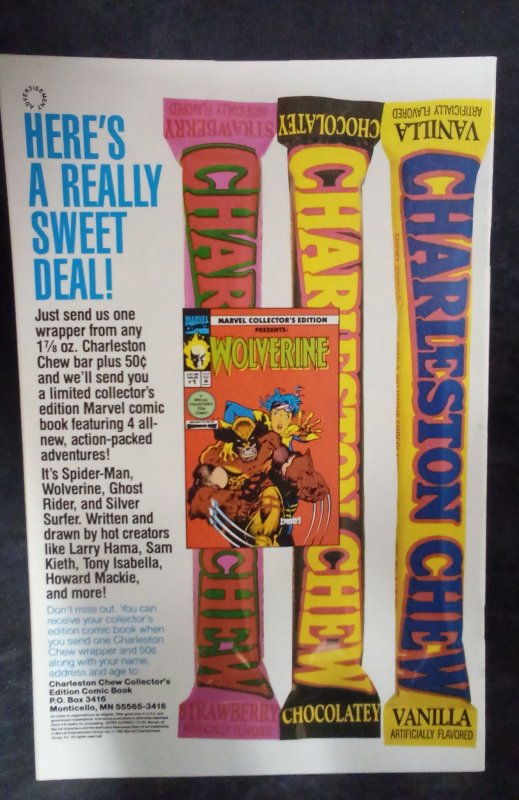 ADVERTISEMENT
HERE'S
A REALLY
SWEET
DEAL!
Just send us one
wrapper from any
1⅞ oz. Charleston
Chew bar plus 50¢
and we'll send you
a limited collector's
edition Marvel comic
book featuring 4 all-
new, action-packed
adventures!
It's Spider-Man,
Wolverine, Ghost
Rider, and Silver
Surfer. Written and
drawn by hot creators
like Larry Hama, Sam
Kieth, Tony Isabella,
Howard Mackie,
and more!
Don't miss out. You can
receive your collector's
edition comic book when
you send one Charleston
Chew wrapper and 50¢
along with your name,
address and age to:
Charleston Chew Collector's
Edition Comic Book
P.O. Box 3416
Monticello, MN 55565-3416
STRAWBERRY
ARTIFICIALLY FLAVORED
CHAR
CHEW
STRAWBERRY
CHOCOLATEY
CHARLESTON CHEW
CHOCOLATEY
VANILLA
ARTIFICIALLY FLAVORED
CHARLESTON CHEW
VANILLA
ARTIFICIALLY FLAVORED
MARVEL
MARVEL COLLECTOR'S EDITION
PRESENTS:
WOLVERINE
#1